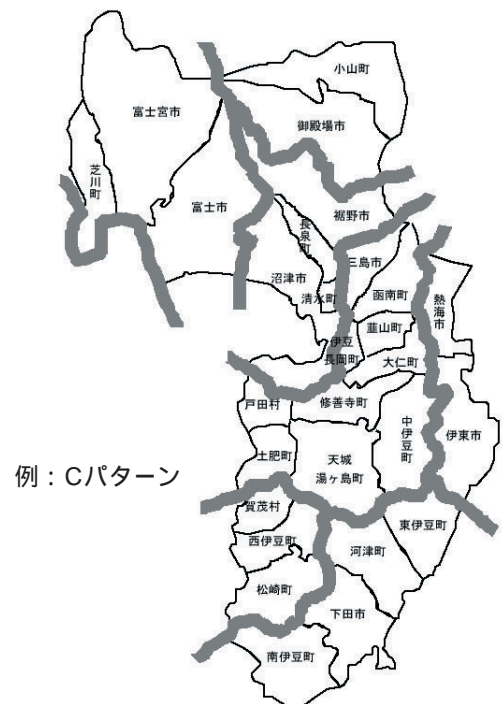 小山町
富士宮市
御殿場市
芝川町
富士市
裾野市
長泉町
三島市
沼津市
清水町
函南町
熱海市
韮山町
伊豆
長岡町
大仁町
戸田村
修善寺町
中伊豆町
伊東市
土肥町
天城
湯ヶ島町
例：Cパターン
賀茂村
東伊豆町
西伊豆町
河津町
松崎町
下田市
南伊豆町